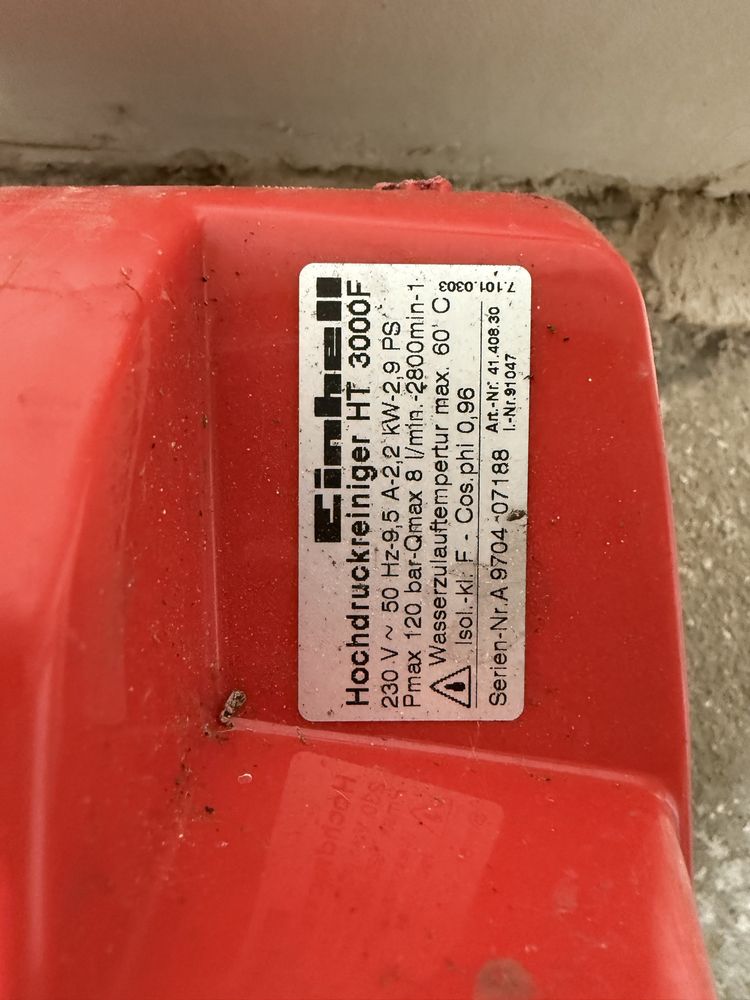 Einhell
Hochdruckreiniger HT 3000F
230 V ~ 50 Hz-9,5 A-2,2 kW-2,9 PS
Pmax 120 bar-Qmax 8 l/min.-2800min-1
Wasserzulauftempertur max. 60° C
Isol.-kl. F - Cos.phi 0,96
Serien-Nr.A 9704 07188
Art.-Nr. 41.408.30
I.-Nr.91047
7.101.0303